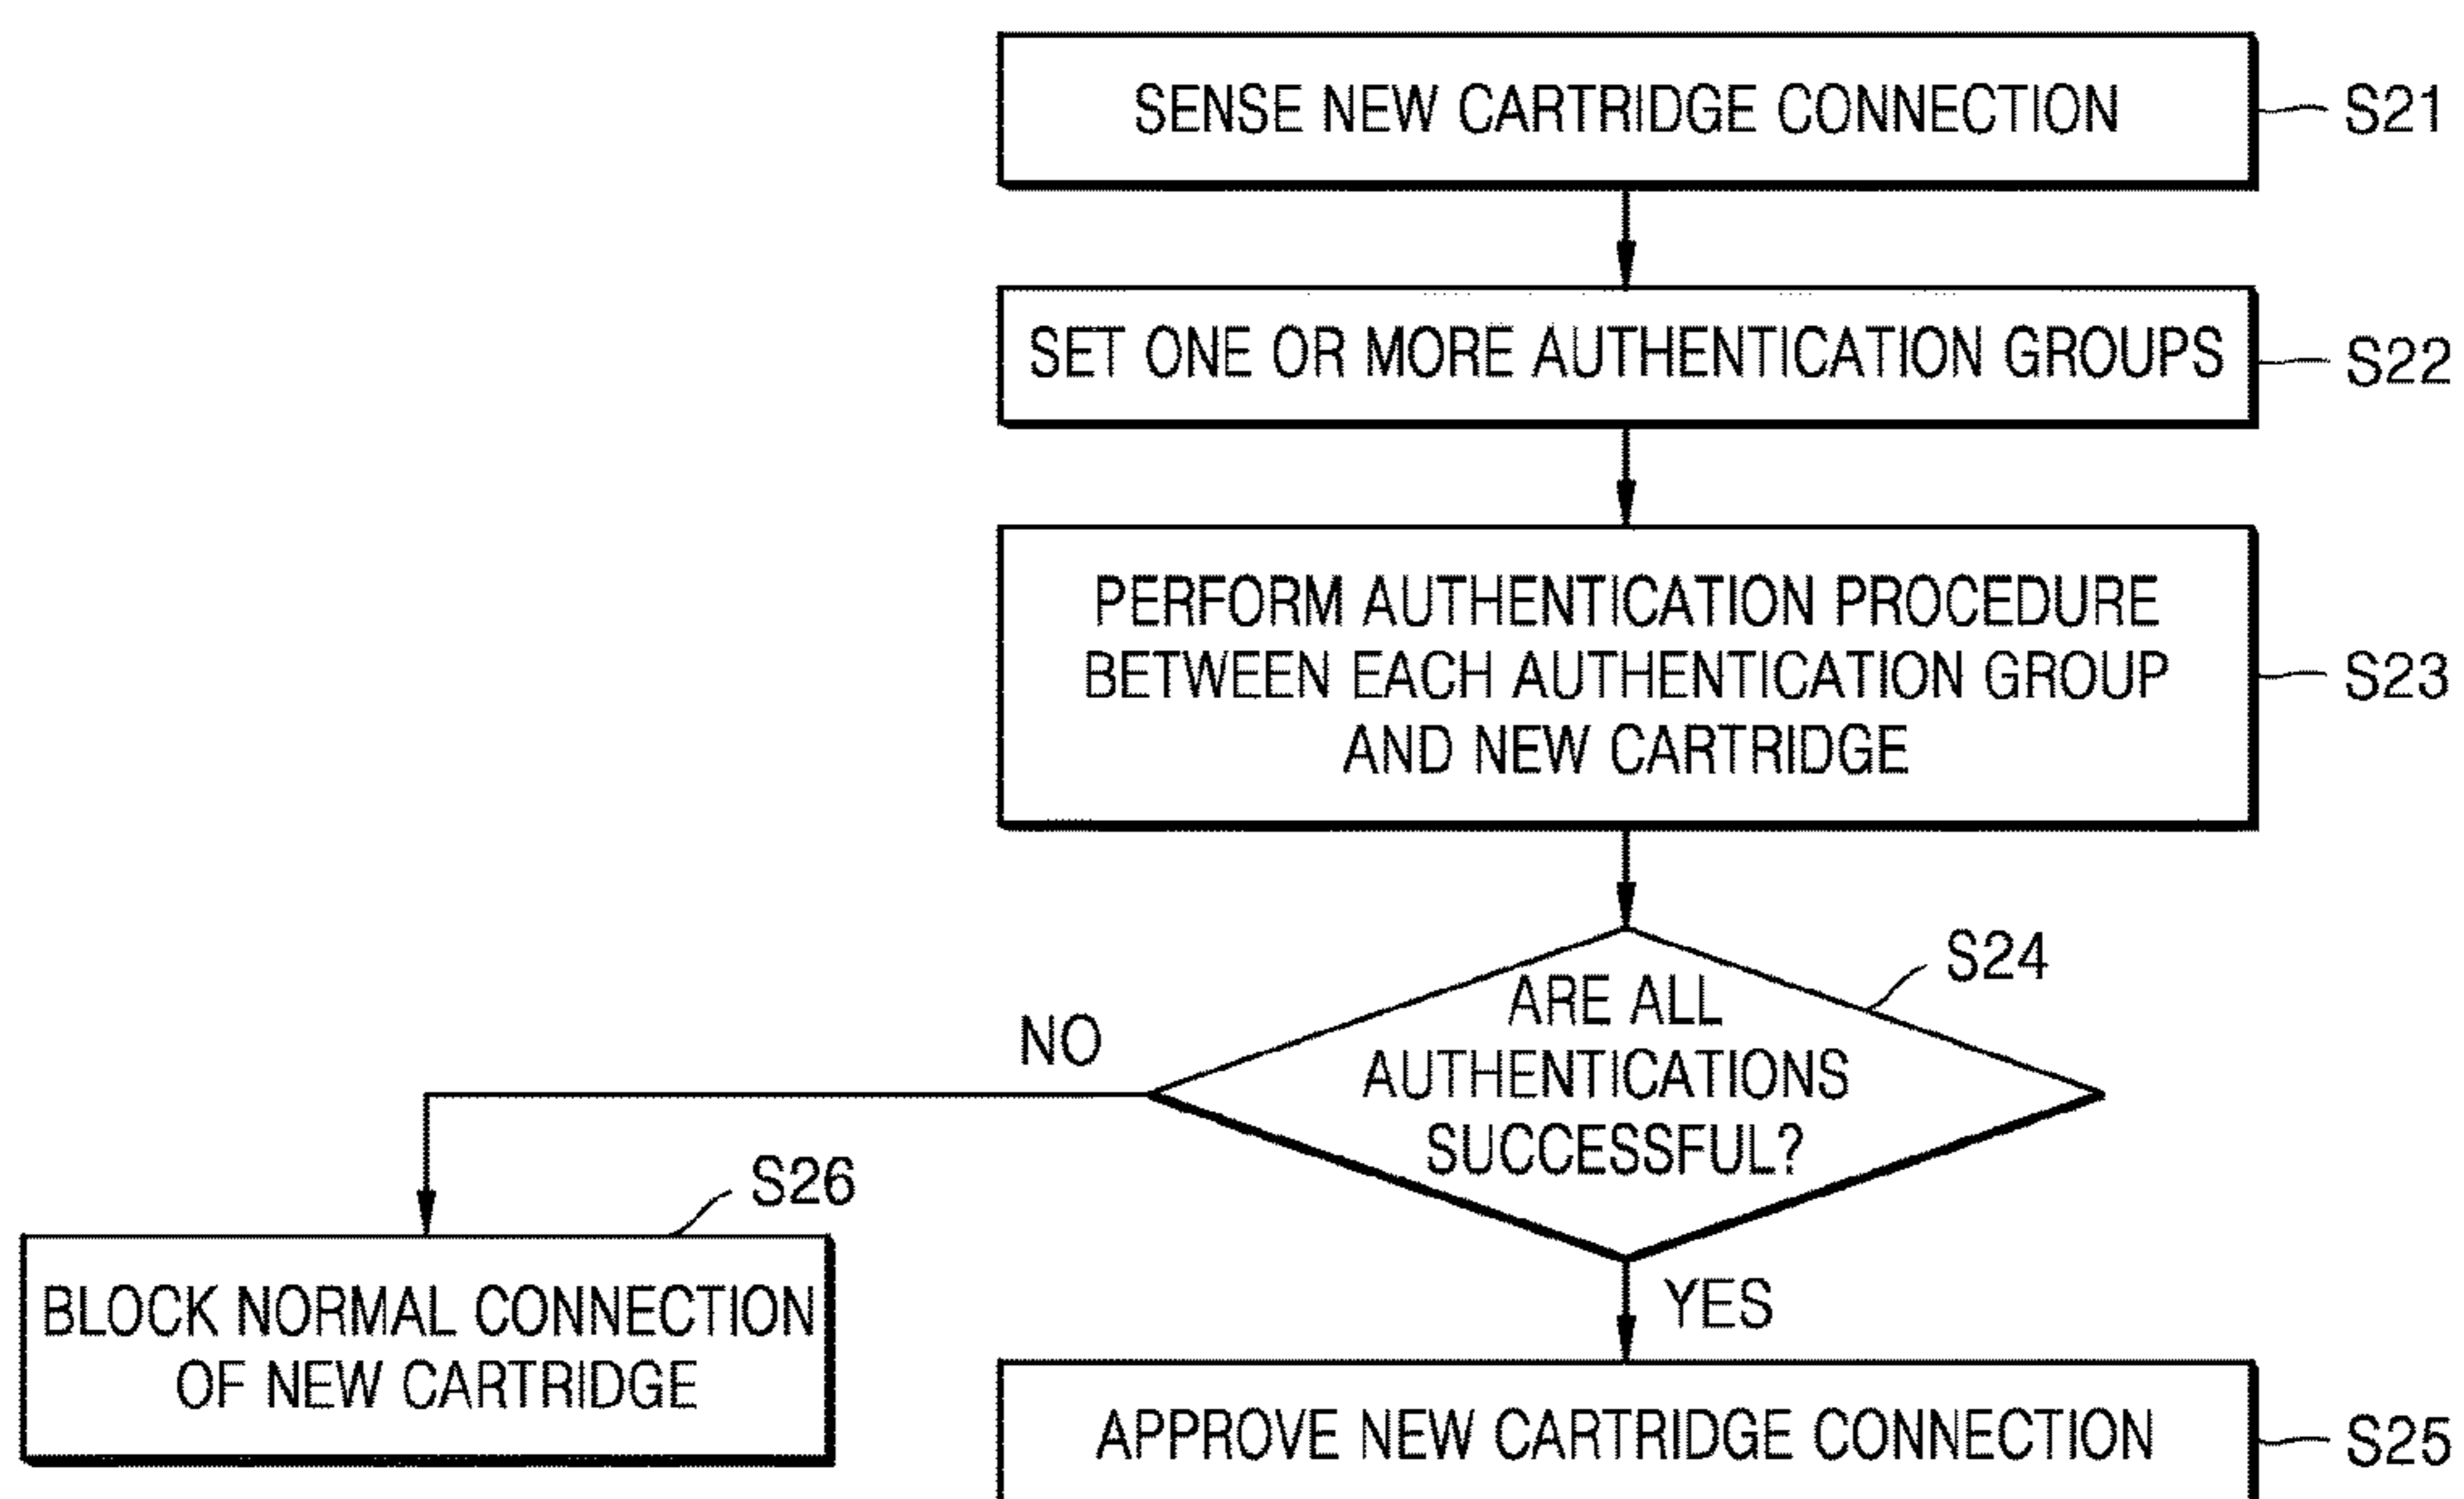 SENSE NEW CARTRIDGE CONNECTION
S21
SET ONE OR MORE AUTHENTICATION GROUPS
S22
PERFORM AUTHENTICATION PROCEDURE
BETWEEN EACH AUTHENTICATION GROUP
AND NEW CARTRIDGE
S23
S24
ARE ALL
AUTHENTICATIONS
SUCCESSFUL?
NO
S26
BLOCK NORMAL CONNECTION
OF NEW CARTRIDGE
YES
APPROVE NEW CARTRIDGE CONNECTION
S25